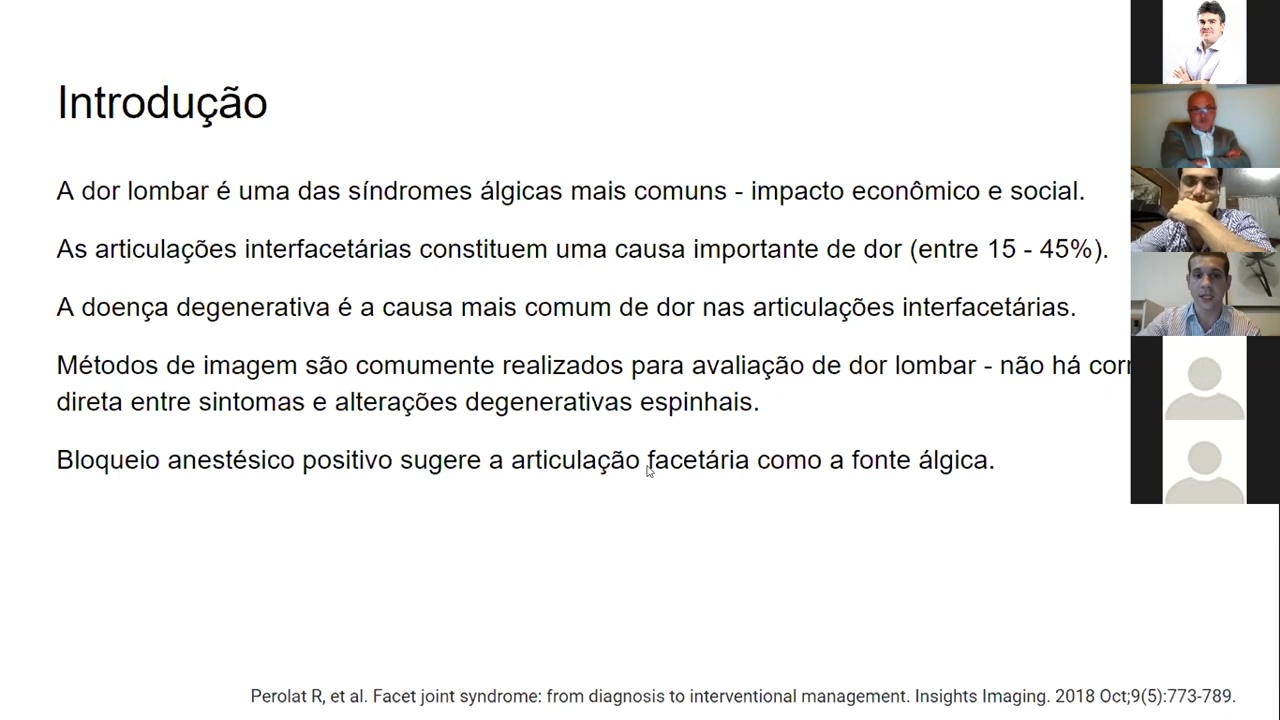 Introdução
A dor lombar é uma das síndromes álgicas mais comuns - impacto econômico e social.
As articulações interfacetárias constituem uma causa importante de dor (entre 15 - 45%).
A doença degenerativa é a causa mais comum de dor nas articulações interfacetárias.
Métodos de imagem são comumente realizados para avaliação de dor lombar - não há
direta entre sintomas e alterações degenerativas espinhais.
Bloqueio anestésico positivo sugere a articulação facetária como a fonte álgica.
Perolat R, et al. Facet joint syndrome: from diagnosis to interventional management. Insights Imaging. 2018 Oct;9(5):773-789.